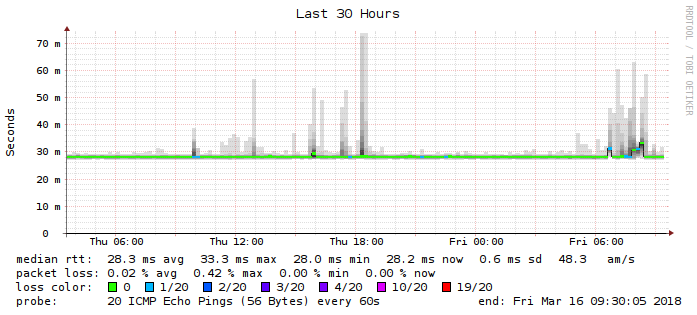 Last 30 Hours
RRDTOOL / TOBI OETIKER
Seconds
70 m
60 m
50 m
40 m
30 m
20 m
10 m
0
Thu 06:00 Thu 12:00 Thu 18:00 Fri 00:00 Fri 06:00
median rtt: 28.3 ms avg 33.3 ms max 28.0 ms min 28.2 ms now 0.6 ms sd 48.3 am/s
packet loss: 0.02 % avg 0.42 % max 0.00 % min 0.00 % now
loss color: 0 1/20 2/20 3/20 4/20 10/20 19/20
probe: 20 ICMP Echo Pings (56 Bytes) every 60s end: Fri Mar 16 09:30:05 2018